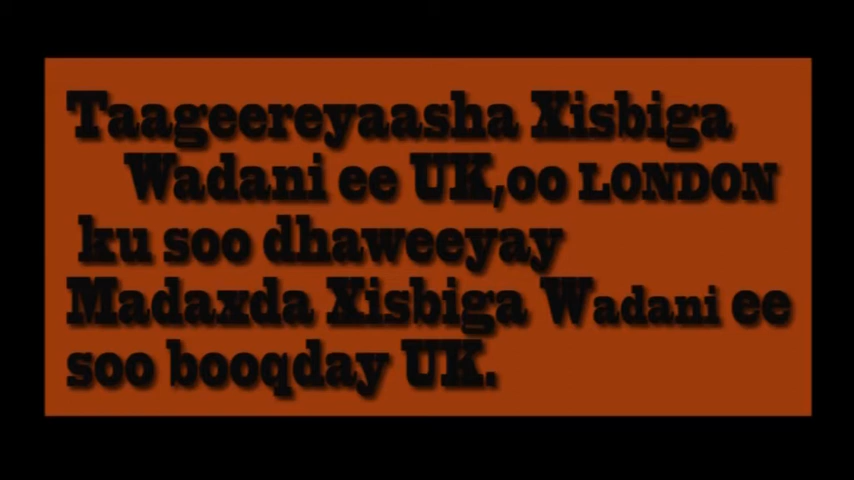 Taageereyaasha Xisbiga
Wadani ee UK,oo LONDON
ku soo dhaweeyay
Madaxda Xisbiga Wadani ee
soo booqday UK.